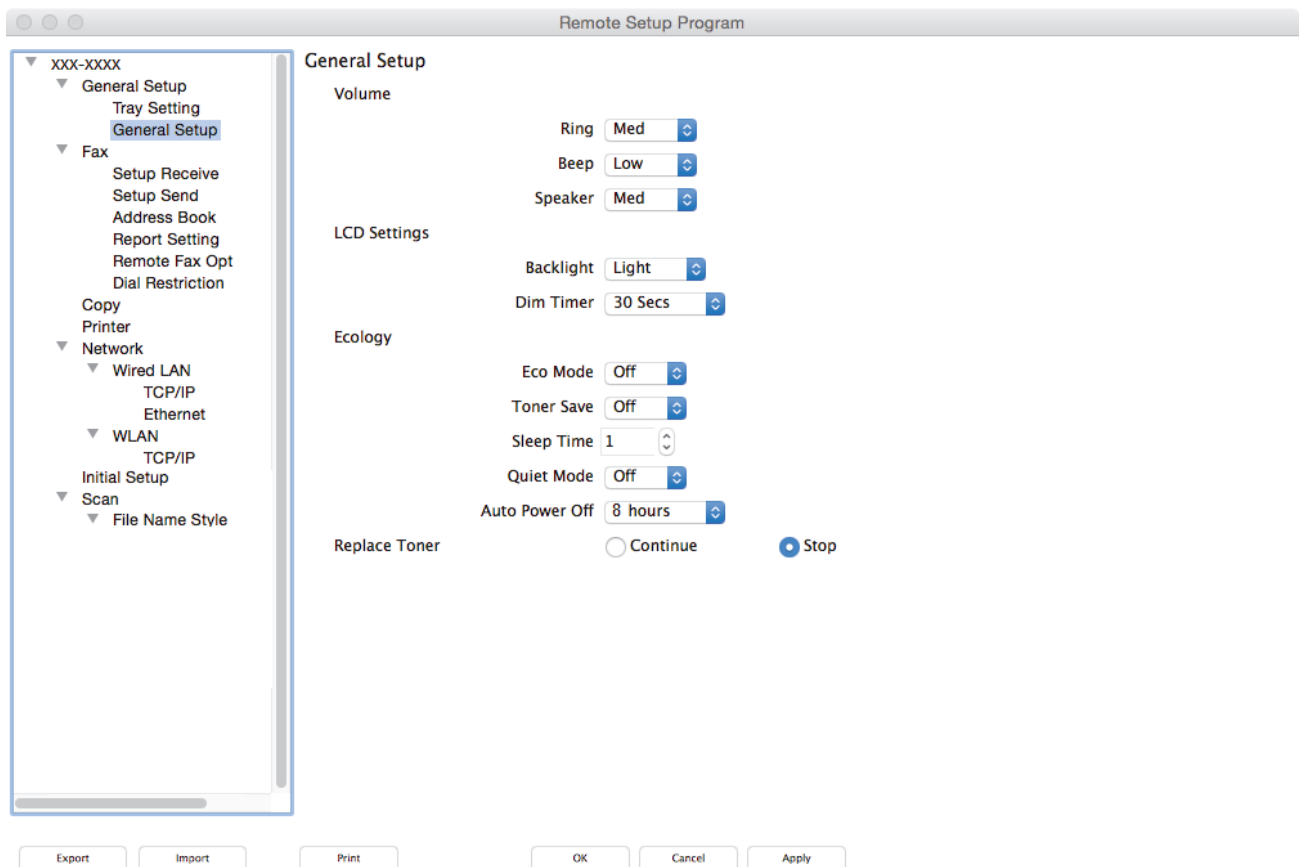 Remote Setup Program
XXX-XXXX
General Setup
Tray Setting
General Setup
Fax
Setup Receive
Setup Send
Address Book
Report Setting
Remote Fax Opt
Dial Restriction
Copy
Printer
Network
Wired LAN
TCP/IP
Ethernet
WLAN
TCP/IP
Initial Setup
Scan
File Name Style
General Setup
Volume
Ring Med
Beep Low
Speaker Med
LCD Settings
Backlight Light
Dim Timer 30 Secs
Ecology
Eco Mode Off
Toner Save Off
Sleep Time 1
Quiet Mode Off
Auto Power Off 8 hours
Replace Toner Continue Stop
Export Import Print OK Cancel Apply